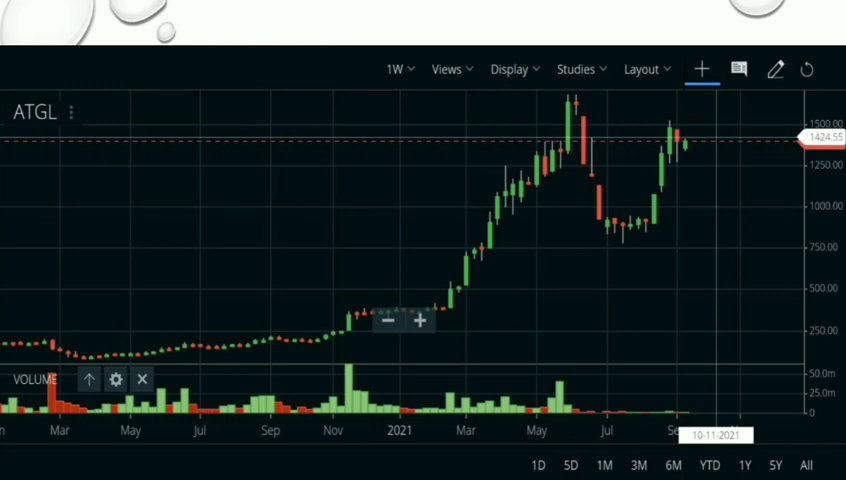 1W Views Display Studies Layout
ATGL
1500.00
1424.55
1250.00
1000.00
750.00
500.00
250.00
VOLUME
50.0m
25.0m
0
Mar May Jul Sep Nov 2021 Mar May Jul
10-11-2021
1D 5D 1M 3M 6M YTD 1Y 5Y All